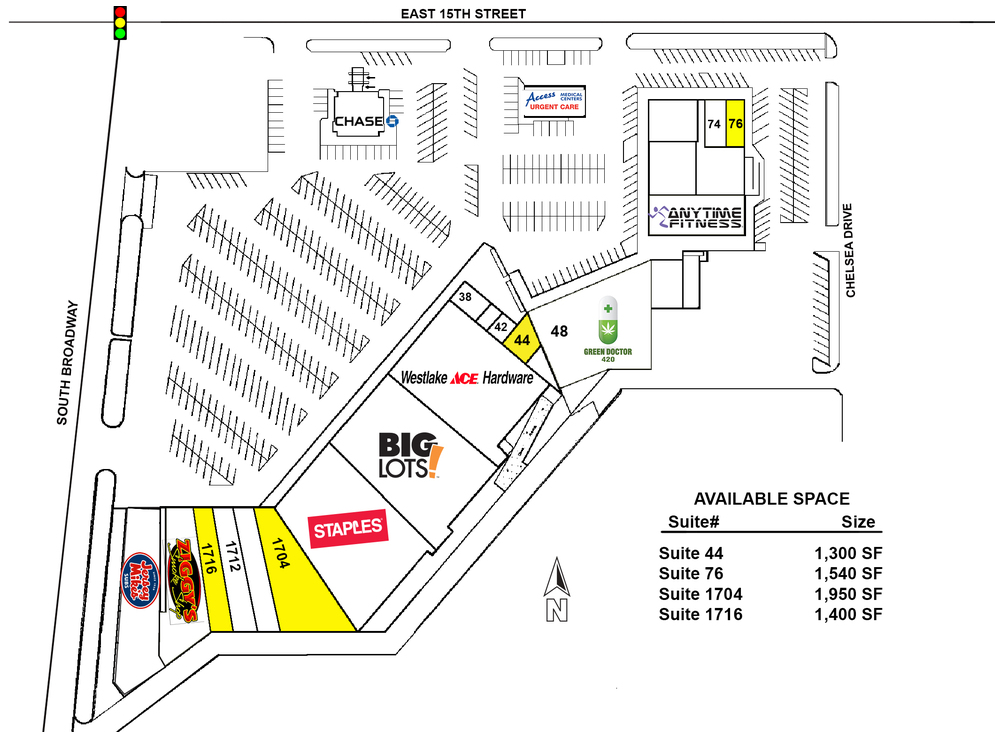 EAST 15TH STREET
CHASE
Access MEDICAL CENTERS
URGENT CARE
74
76
ANYTIME
FITNESS
CHELSEA DRIVE
SOUTH BROADWAY
38
42
44
48
GREEN DOCTOR
420
Westlake ACE Hardware
BIG
LOTS!
STAPLES
Jersey
Mike's
SUBS
ZIGGY'S
1716
1712
1704
N
AVAILABLE SPACE
Suite# Size
Suite 44 1,300 SF
Suite 76 1,540 SF
Suite 1704 1,950 SF
Suite 1716 1,400 SF